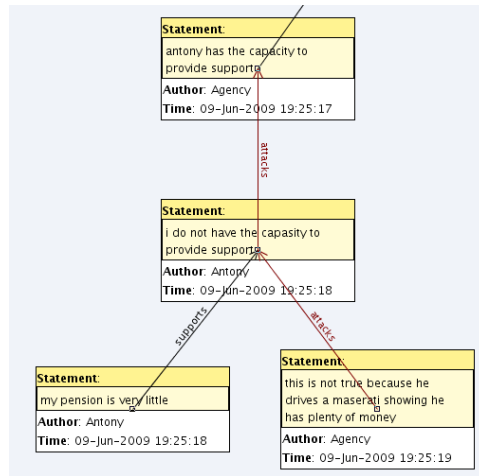 Statement:
antony has the capacity to
provide supportn
Author: Agency
Time: 09-Jun-2009 19:25:17
attacks
Statement:
i do not have the capasity to
provide supportn
Author: Antony
Time: 09-Jun-2009 19:25:18
supports
attacks
Statement:
my pension is very little
Author: Antony
Time: 09-Jun-2009 19:25:18
Statement:
this is not true because he
drives a maserati showing he
has plenty of money
Author: Agency
Time: 09-Jun-2009 19:25:19